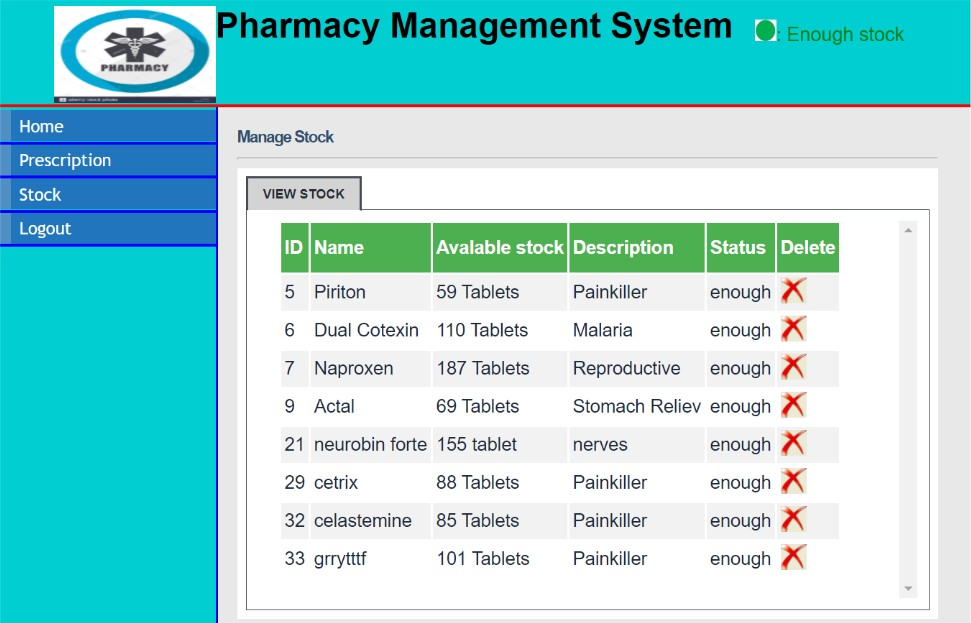 Pharmacy Management System
: Enough stock
PHARMACY
Home
Prescription
Stock
Logout
Manage Stock
VIEW STOCK
ID Name Avalable stock Description Status Delete
5 Piriton 59 Tablets Painkiller enough
6 Dual Cotexin 110 Tablets Malaria enough
7 Naproxen 187 Tablets Reproductive enough
9 Actal 69 Tablets Stomach Reliev enough
21 neurobin forte 155 tablet nerves enough
29 cetrix 88 Tablets Painkiller enough
32 celastemine 85 Tablets Painkiller enough
33 grrytttf 101 Tablets Painkiller enough